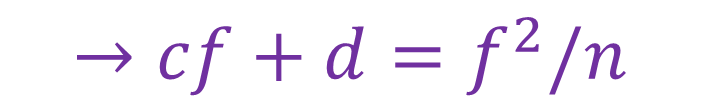 → cf + d = f²/n